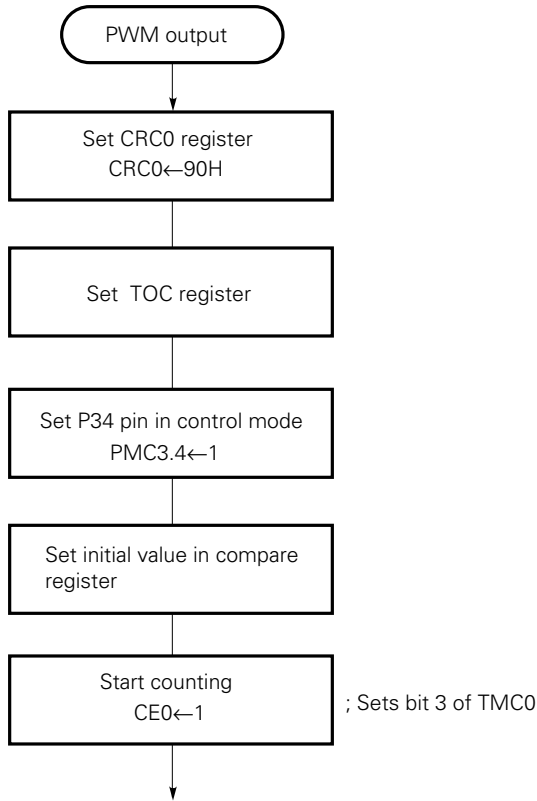 PWM output
Set CRC0 register
CRC0←90H
Set TOC register
Set P34 pin in control mode
PMC3.4←1
Set initial value in compare
register
Start counting
CE0←1
; Sets bit 3 of TMC0